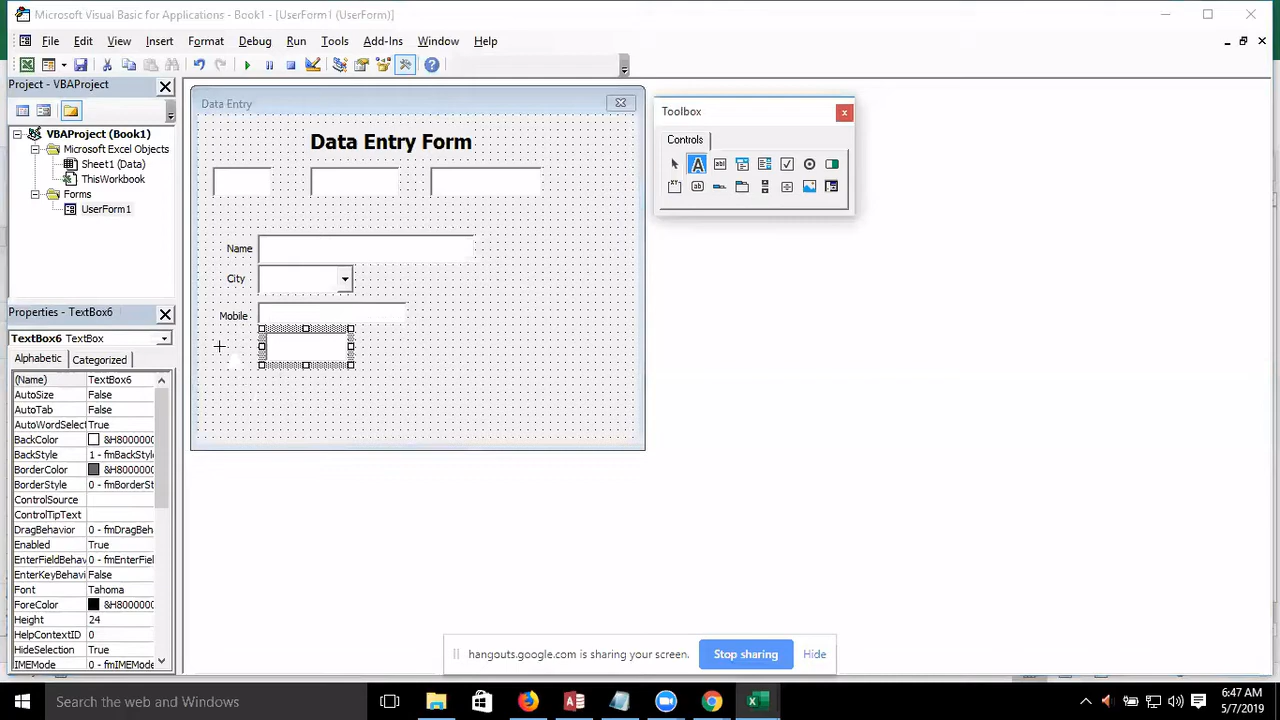 Microsoft Visual Basic for Applications - Book1 - [UserForm1 (UserForm)]
File Edit View Insert Format Debug Run Tools Add-Ins Window Help
Project - VBAProject
VBAProject (Book1)
Microsoft Excel Objects
Sheet1 (Data)
ThisWorkbook
Forms
UserForm1
Properties - TextBox6
TextBox6 TextBox
Alphabetic Categorized
(Name) TextBox6
AutoSize False
AutoTab False
AutoWordSelect True
BackColor &H8000000
BackStyle 1 - fmBackStyl
BorderColor &H8000000
BorderStyle 0 - fmBorderSt
ControlSource
ControlTipText
DragBehavior 0 - fmDragBeh
Enabled True
EnterFieldBehav 0 - fmEnterFiel
EnterKeyBehavi False
Font Tahoma
ForeColor &H8000000
Height 24
HelpContextID 0
HideSelection True
IMEMode 0 - fmIMEMode
Data Entry
Data Entry Form
Name
City
Mobile
Toolbox
Controls
A ab|
XY ab
hangouts.google.com is sharing your screen. Stop sharing Hide
Search the web and Windows
6:47 AM
5/7/2019